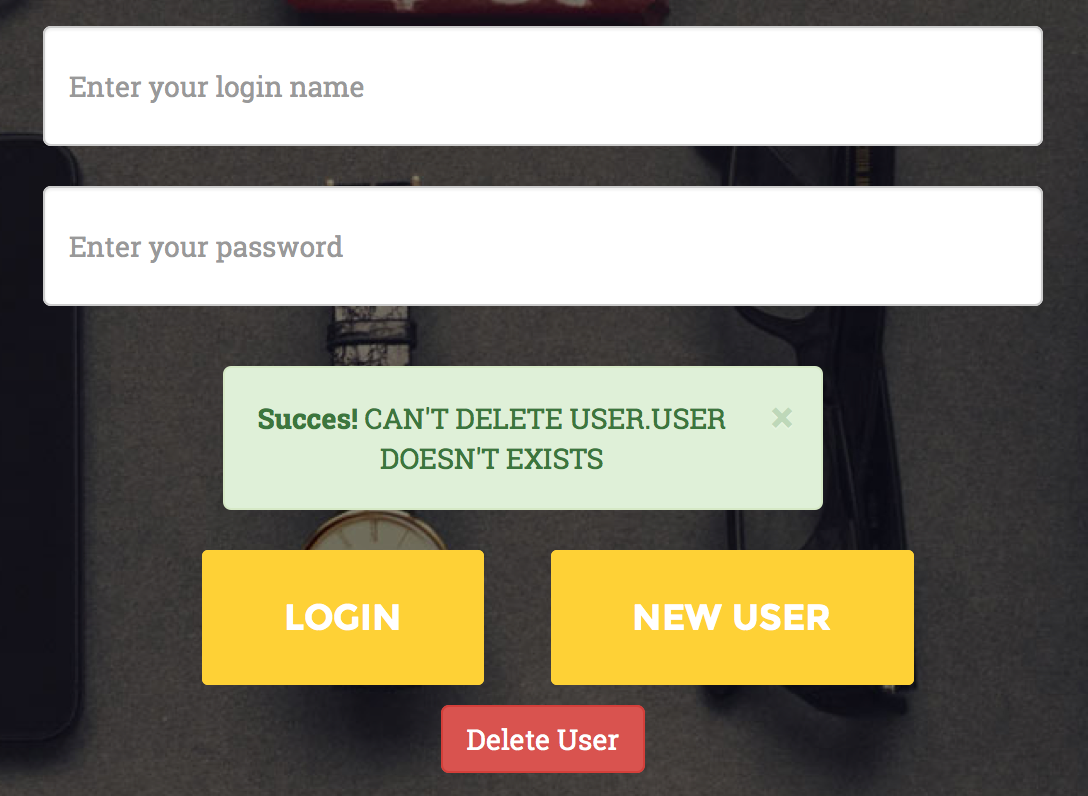 Enter your login name
Enter your password
Succes! CAN'T DELETE USER.USER
DOESN'T EXISTS
×
LOGIN
NEW USER
Delete User